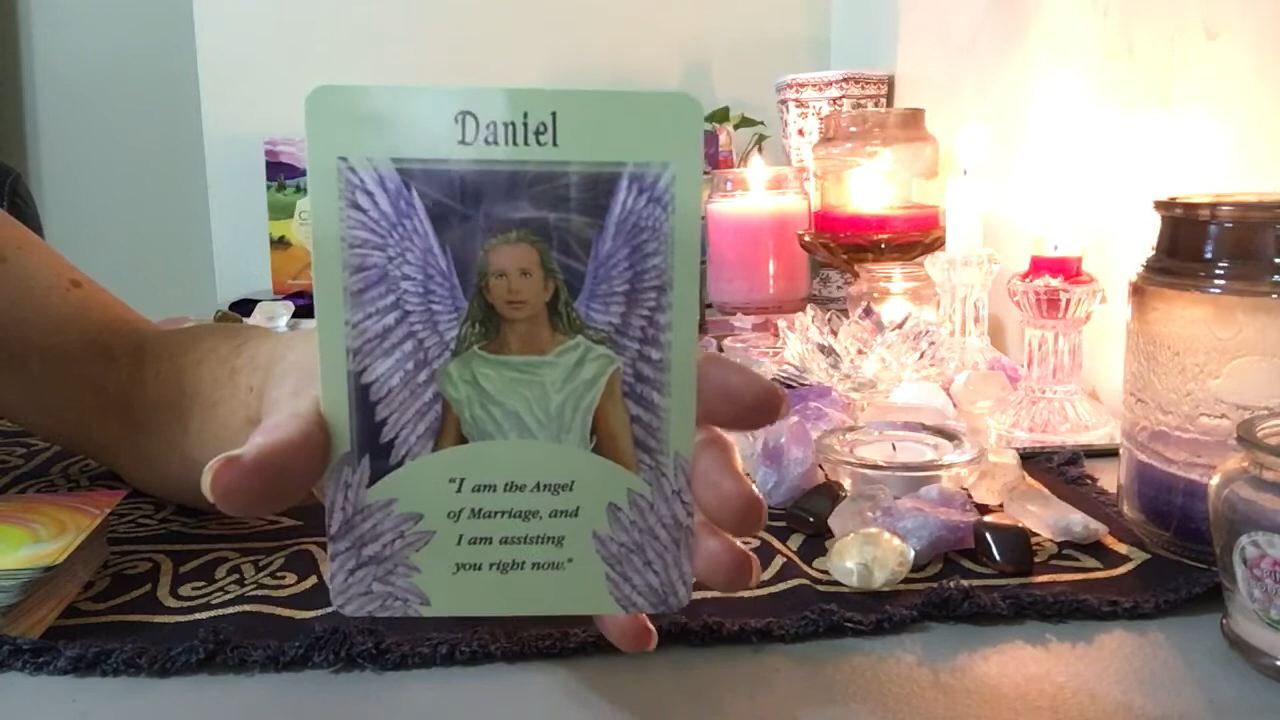 Daniel
"I am the Angel
of Marriage, and
I am assisting
you right now."